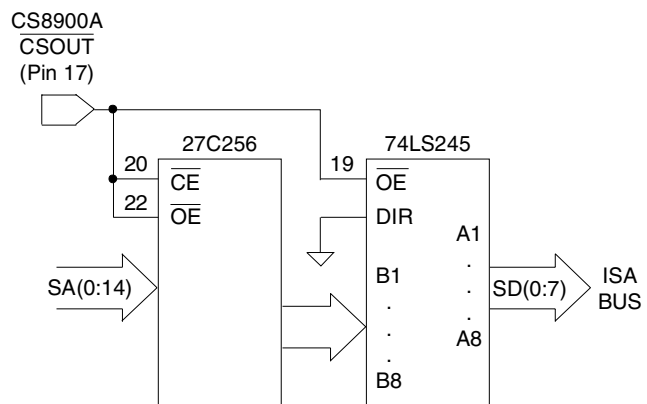 CS8900A
CSOUT
(Pin 17)
27C256
74LS245
20
CE
19
OE
22
OE
DIR
A1
.
.
.
A8
SA(0:14)
B1
.
.
.
B8
SD(0:7)
ISA
BUS